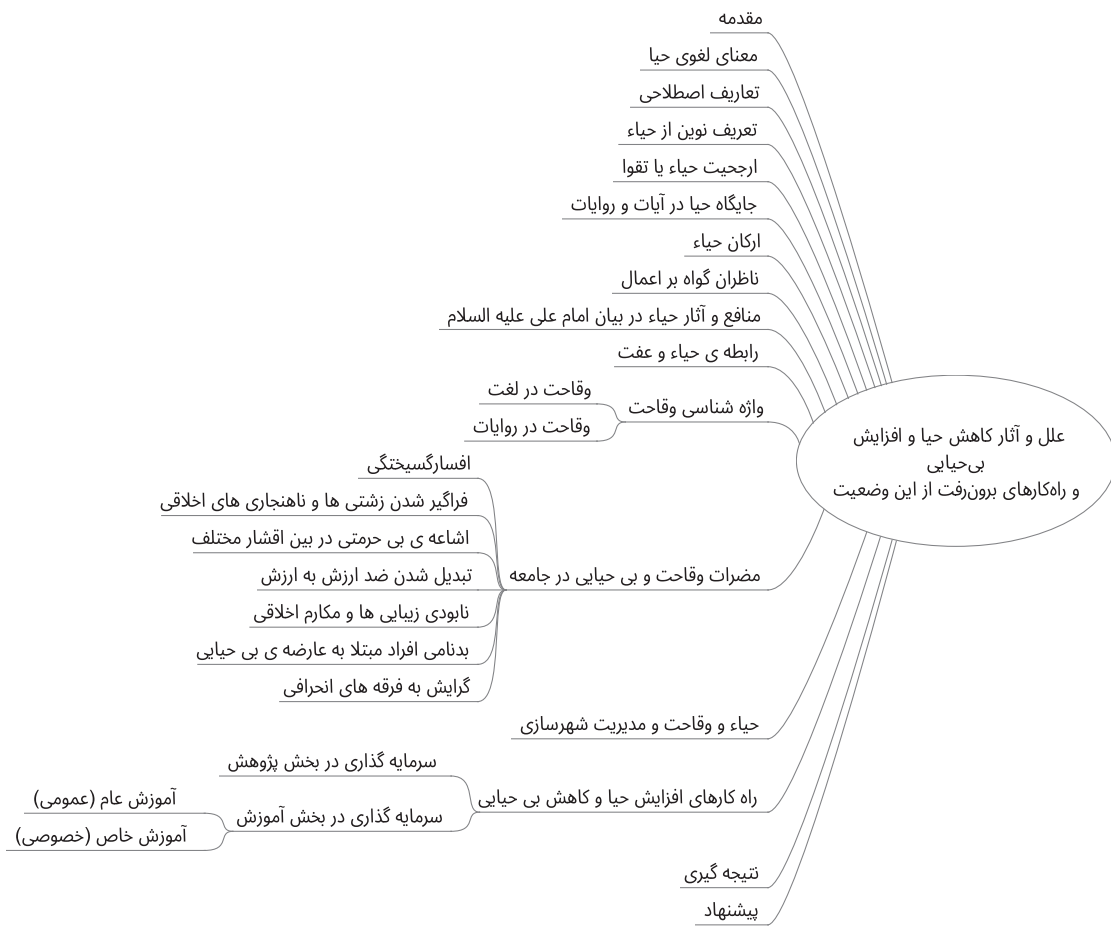 علل و آثار کاهش حیا و افزایش
بی‌حیایی
و راه‌کارهای برون‌رفت از این وضعیت
مقدمه
معنای لغوی حیا
تعاریف اصطلاحی
تعریف نوین از حیاء
ارجحیت حیاء یا تقوا
جایگاه حیا در آیات و روایات
ارکان حیاء
ناظران گواه بر اعمال
منافع و آثار حیاء در بیان امام علی علیه السلام
رابطه ی حیاء و عفت
واژه شناسی وقاحت
وقاحت در لغت
وقاحت در روایات
مضرات وقاحت و بی حیایی در جامعه
افسارگسیختگی
فراگیر شدن زشتی ها و ناهنجاری های اخلاقی
اشاعه ی بی حرمتی در بین اقشار مختلف
تبدیل شدن ضد ارزش به ارزش
نابودی زیبایی ها و مکارم اخلاقی
بدنامی افراد مبتلا به عارضه ی بی حیایی
گرایش به فرقه های انحرافی
حیاء و وقاحت و مدیریت شهرسازی
راه کارهای افزایش حیا و کاهش بی حیایی
سرمایه گذاری در بخش پژوهش
سرمایه گذاری در بخش آموزش
آموزش عام (عمومی)
آموزش خاص (خصوصی)
نتیجه گیری
پیشنهاد